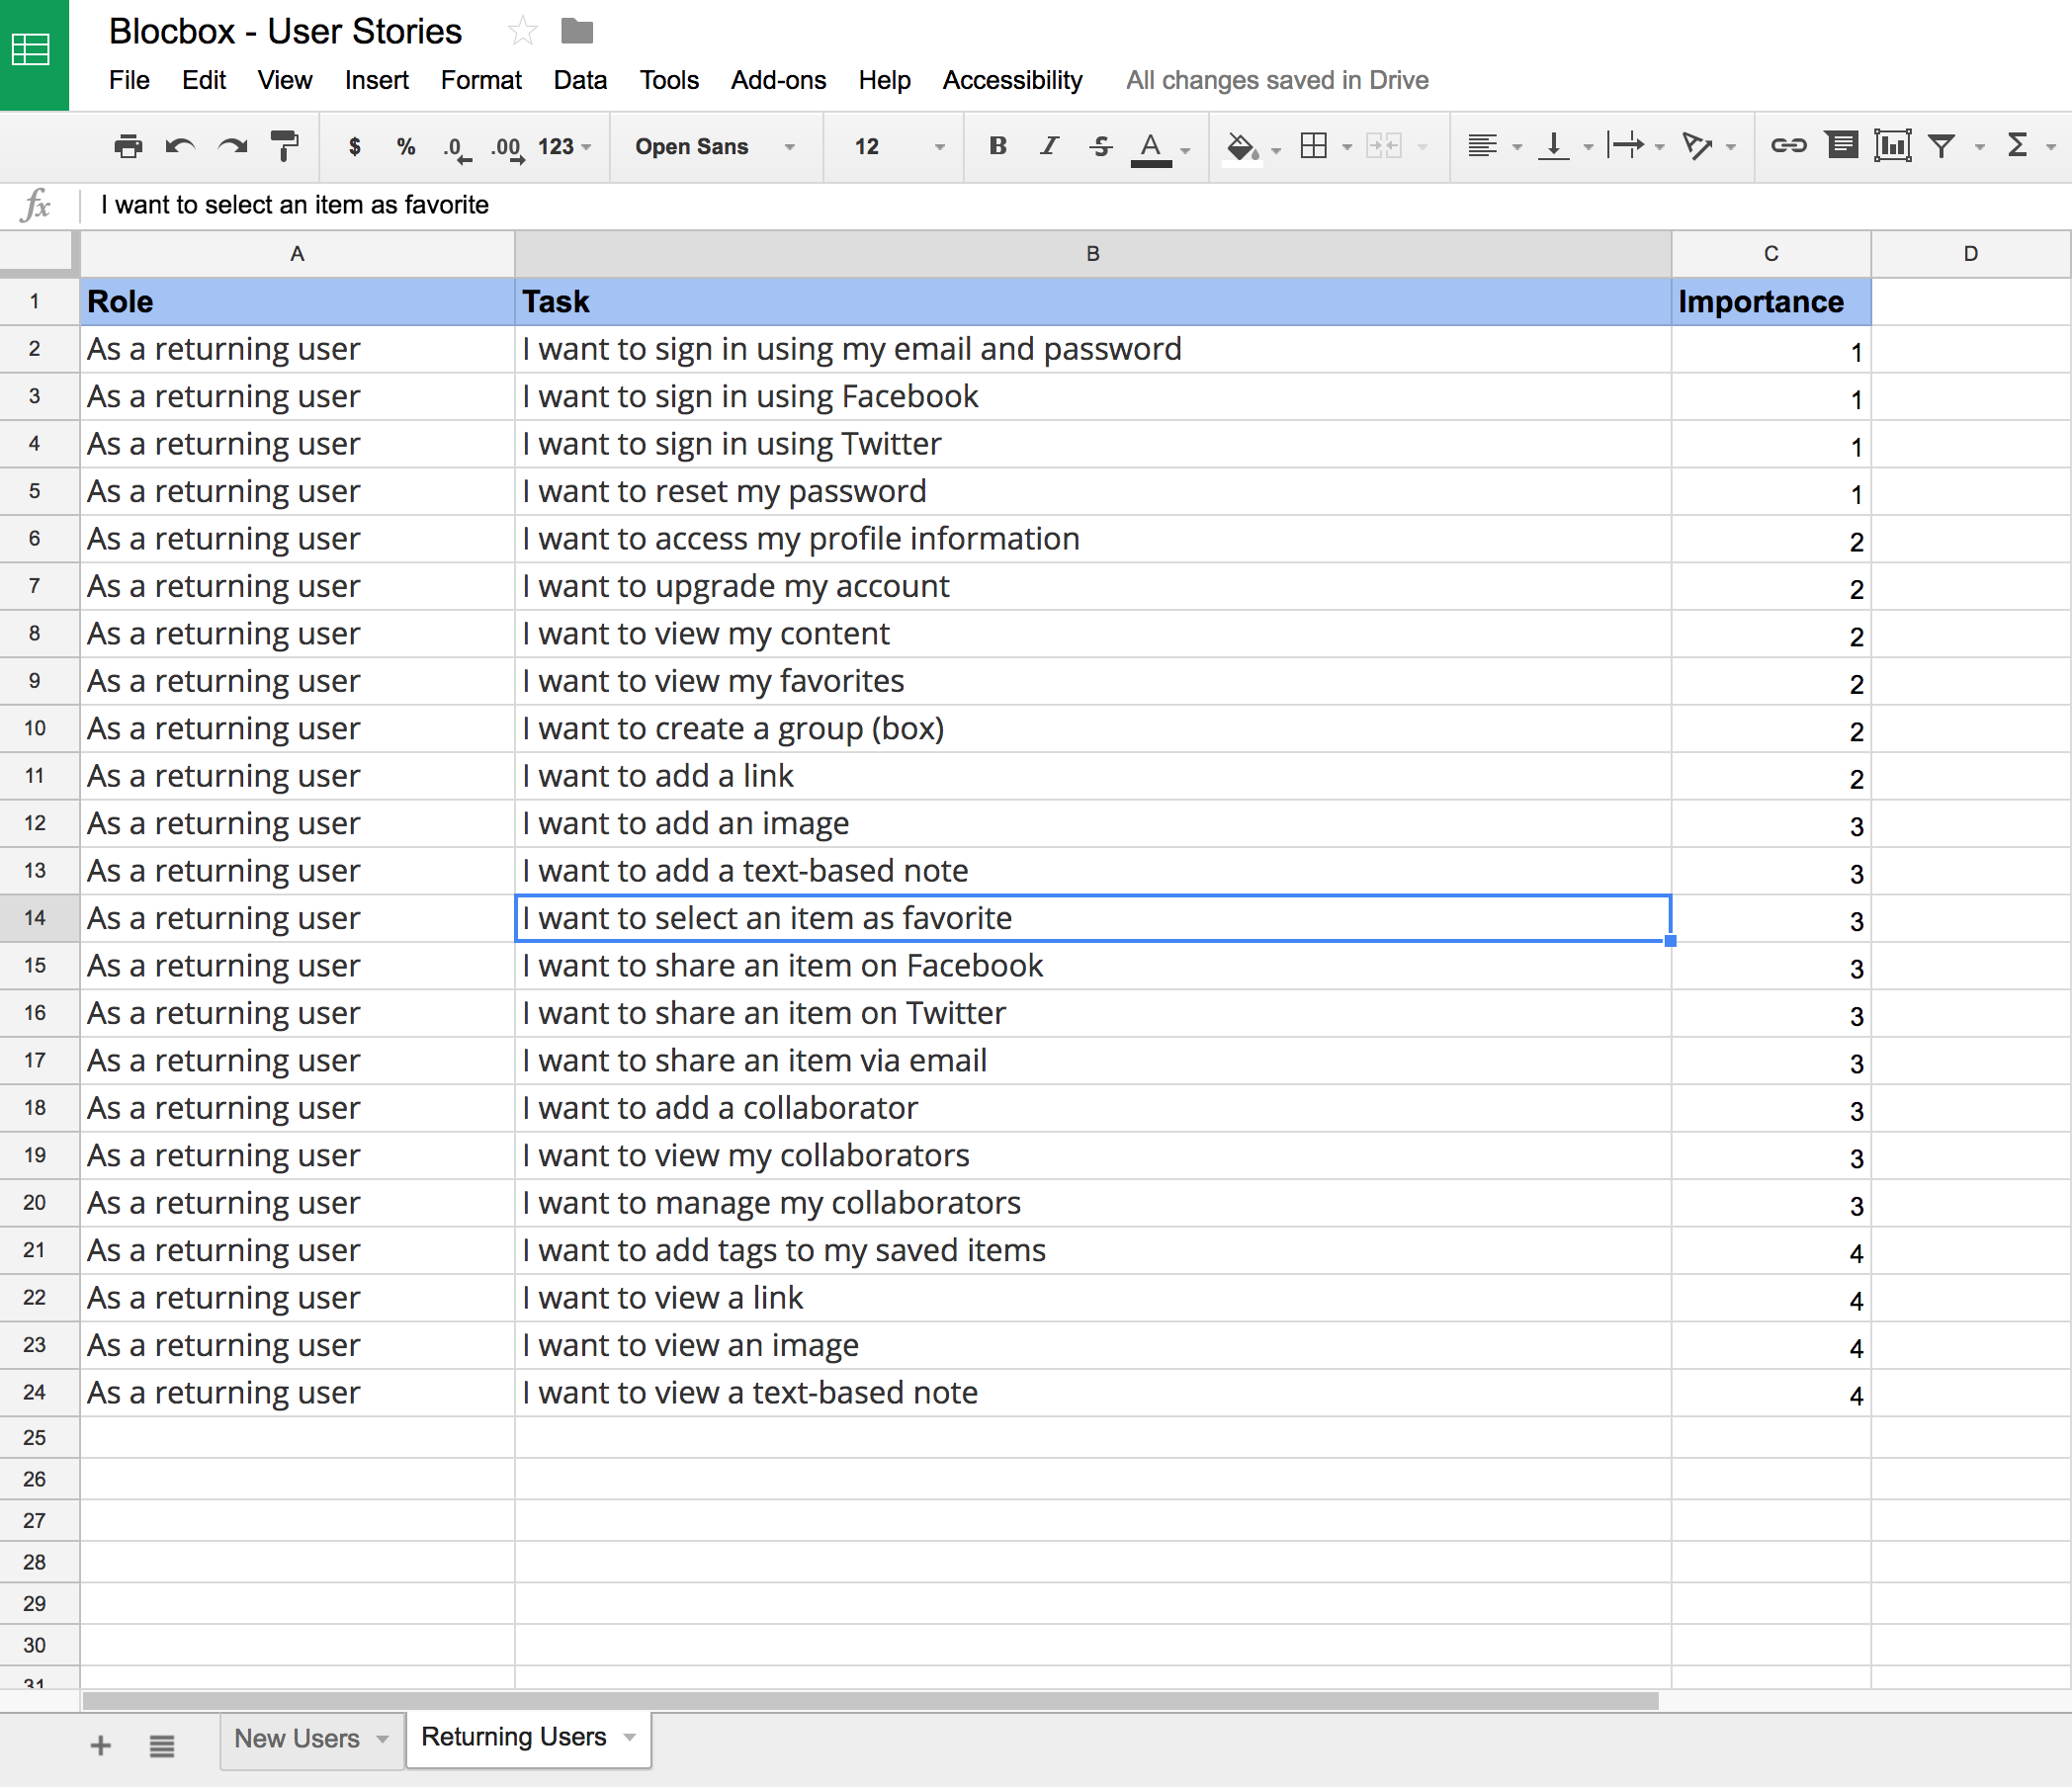 Blocbox - User Stories
File Edit View Insert Format Data Tools Add-ons Help Accessibility All changes saved in Drive
$ % .0 .00 123 Open Sans 12 B I S A Σ
fx I want to select an item as favorite
A B C D
1 Role Task Importance
2 As a returning user I want to sign in using my email and password 1
3 As a returning user I want to sign in using Facebook 1
4 As a returning user I want to sign in using Twitter 1
5 As a returning user I want to reset my password 1
6 As a returning user I want to access my profile information 2
7 As a returning user I want to upgrade my account 2
8 As a returning user I want to view my content 2
9 As a returning user I want to view my favorites 2
10 As a returning user I want to create a group (box) 2
11 As a returning user I want to add a link 2
12 As a returning user I want to add an image 3
13 As a returning user I want to add a text-based note 3
14 As a returning user I want to select an item as favorite 3
15 As a returning user I want to share an item on Facebook 3
16 As a returning user I want to share an item on Twitter 3
17 As a returning user I want to share an item via email 3
18 As a returning user I want to add a collaborator 3
19 As a returning user I want to view my collaborators 3
20 As a returning user I want to manage my collaborators 3
21 As a returning user I want to add tags to my saved items 4
22 As a returning user I want to view a link 4
23 As a returning user I want to view an image 4
24 As a returning user I want to view a text-based note 4
25
26
27
28
29
30
31
+ New Users Returning Users